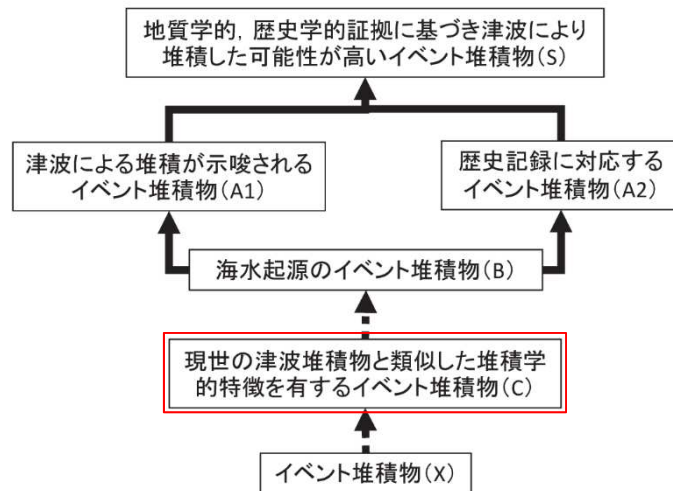 地質学的，歴史学的証拠に基づき津波により
堆積した可能性が高いイベント堆積物(S)
津波による堆積が示唆される
イベント堆積物(A1)
歴史記録に対応する
イベント堆積物(A2)
海水起源のイベント堆積物(B)
現世の津波堆積物と類似した堆積学
的特徴を有するイベント堆積物(C)
イベント堆積物(X)